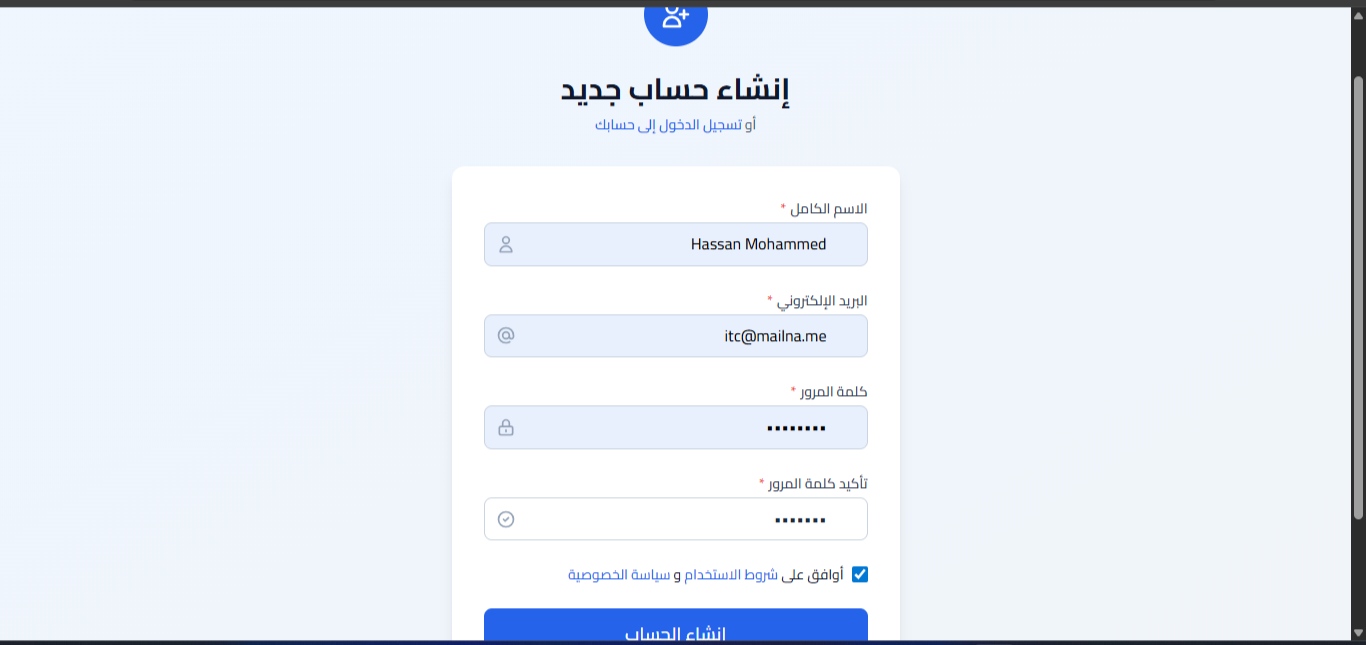 إنشاء حساب جديد
أو تسجيل الدخول إلى حسابك
الاسم الكامل *
Hassan Mohammed
البريد الإلكتروني *
itc@mailna.me
كلمة المرور *
••••••••
تأكيد كلمة المرور *
•••••••
أوافق على شروط الاستخدام و سياسة الخصوصية
إنشاء الحساب